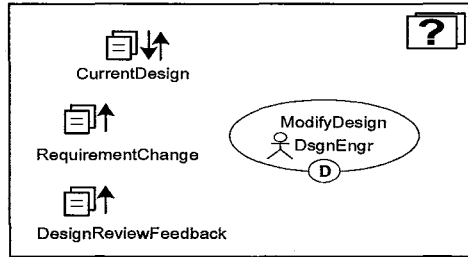 ?
CurrentDesign
ModifyDesign
DsgnEngr
D
RequirementChange
DesignReviewFeedback